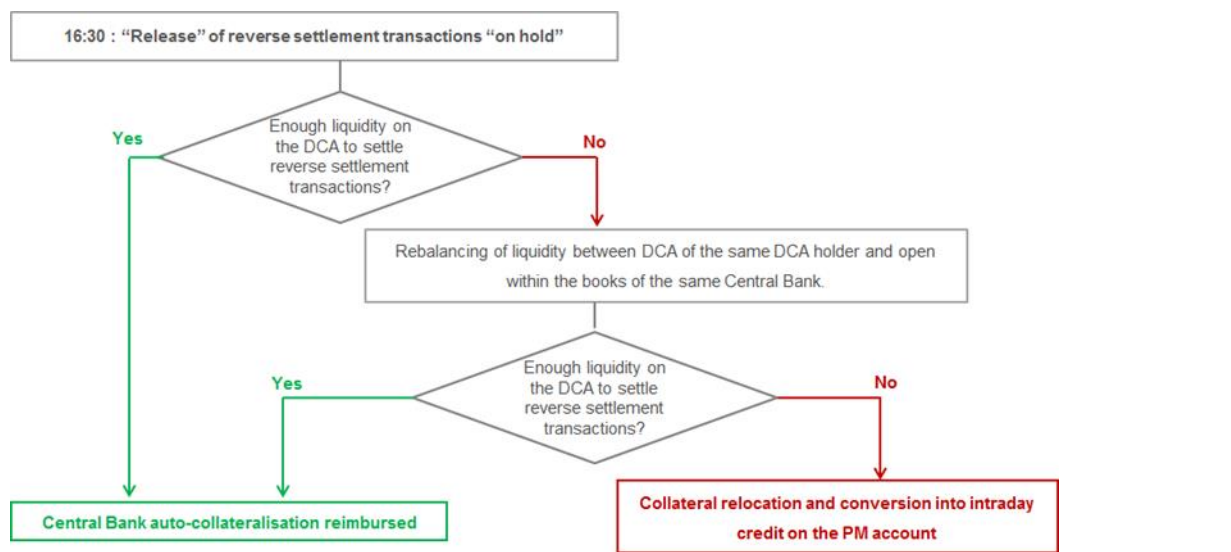 16:30 : “Release” of reverse settlement transactions “on hold”
Enough liquidity on
the DCA to settle
reverse settlement
transactions?
Yes
No
Rebalancing of liquidity between DCA of the same DCA holder and open
within the books of the same Central Bank.
Enough liquidity on
the DCA to settle
reverse settlement
transactions?
Yes
No
Central Bank auto-collateralisation reimbursed
Collateral relocation and conversion into intraday
credit on the PM account